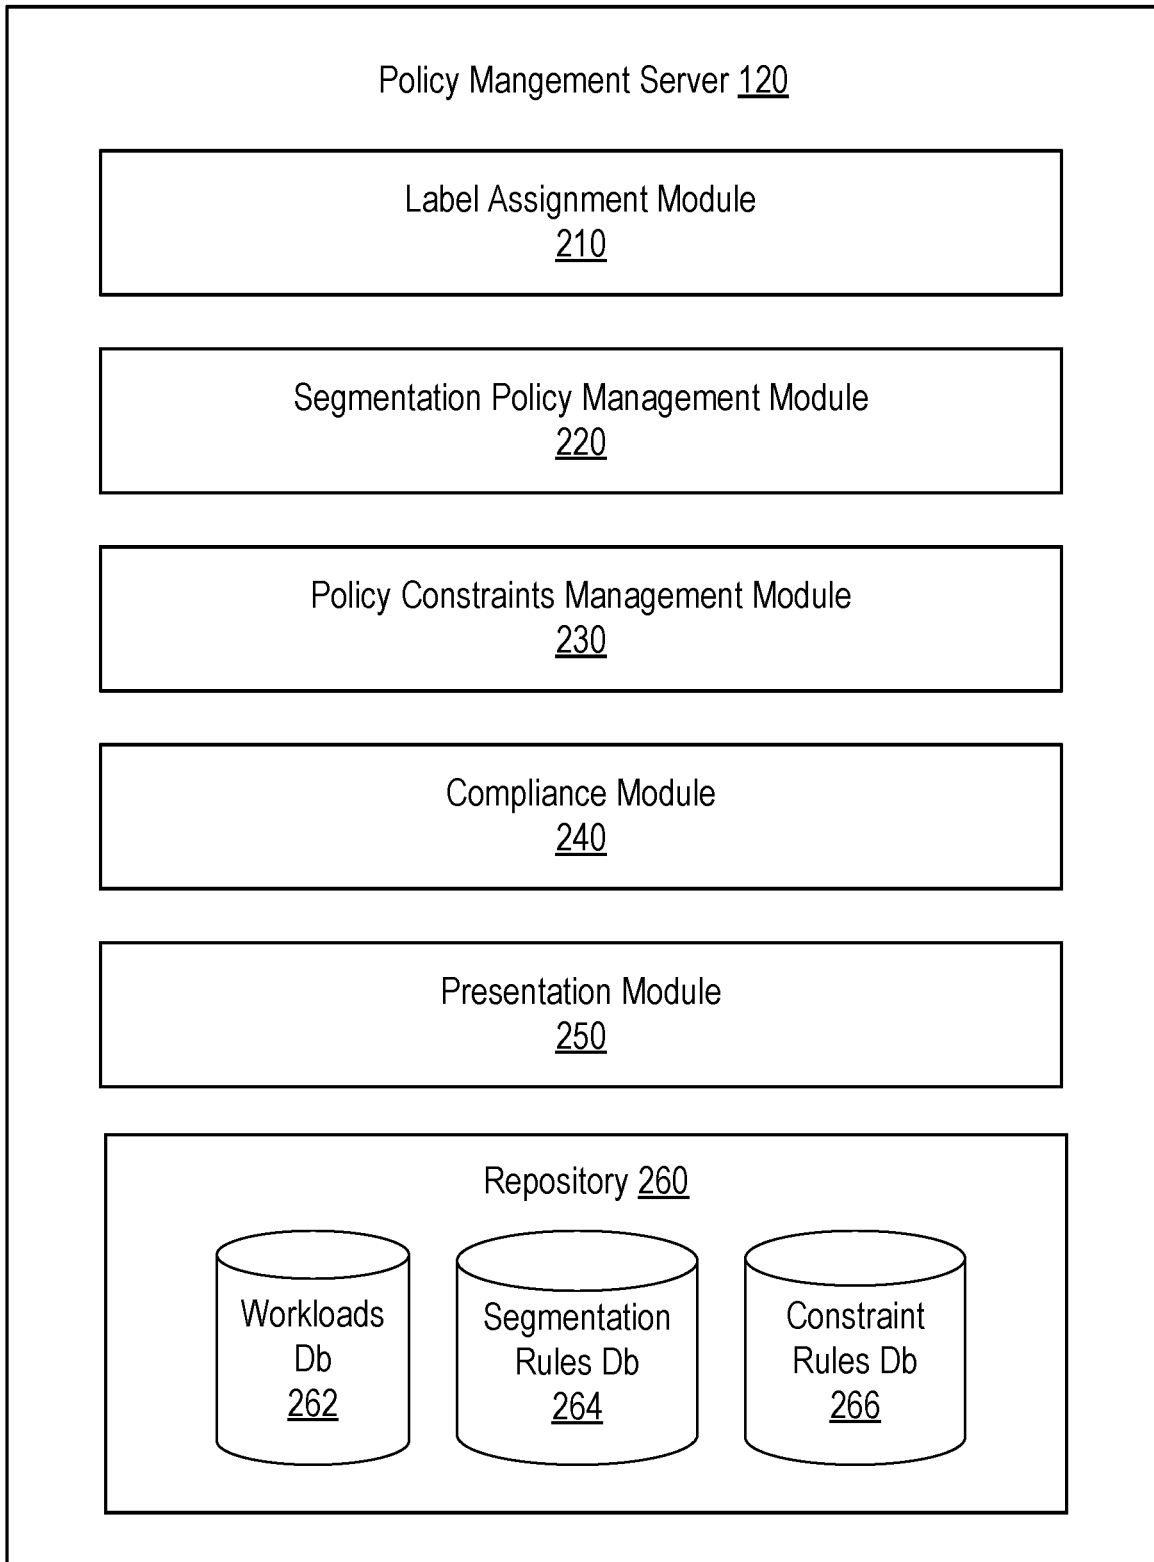 Policy Mangement Server 120
Label Assignment Module
210
Segmentation Policy Management Module
220
Policy Constraints Management Module
230
Compliance Module
240
Presentation Module
250
Repository 260
Workloads
Db
262
Segmentation
Rules Db
264
Constraint
Rules Db
266